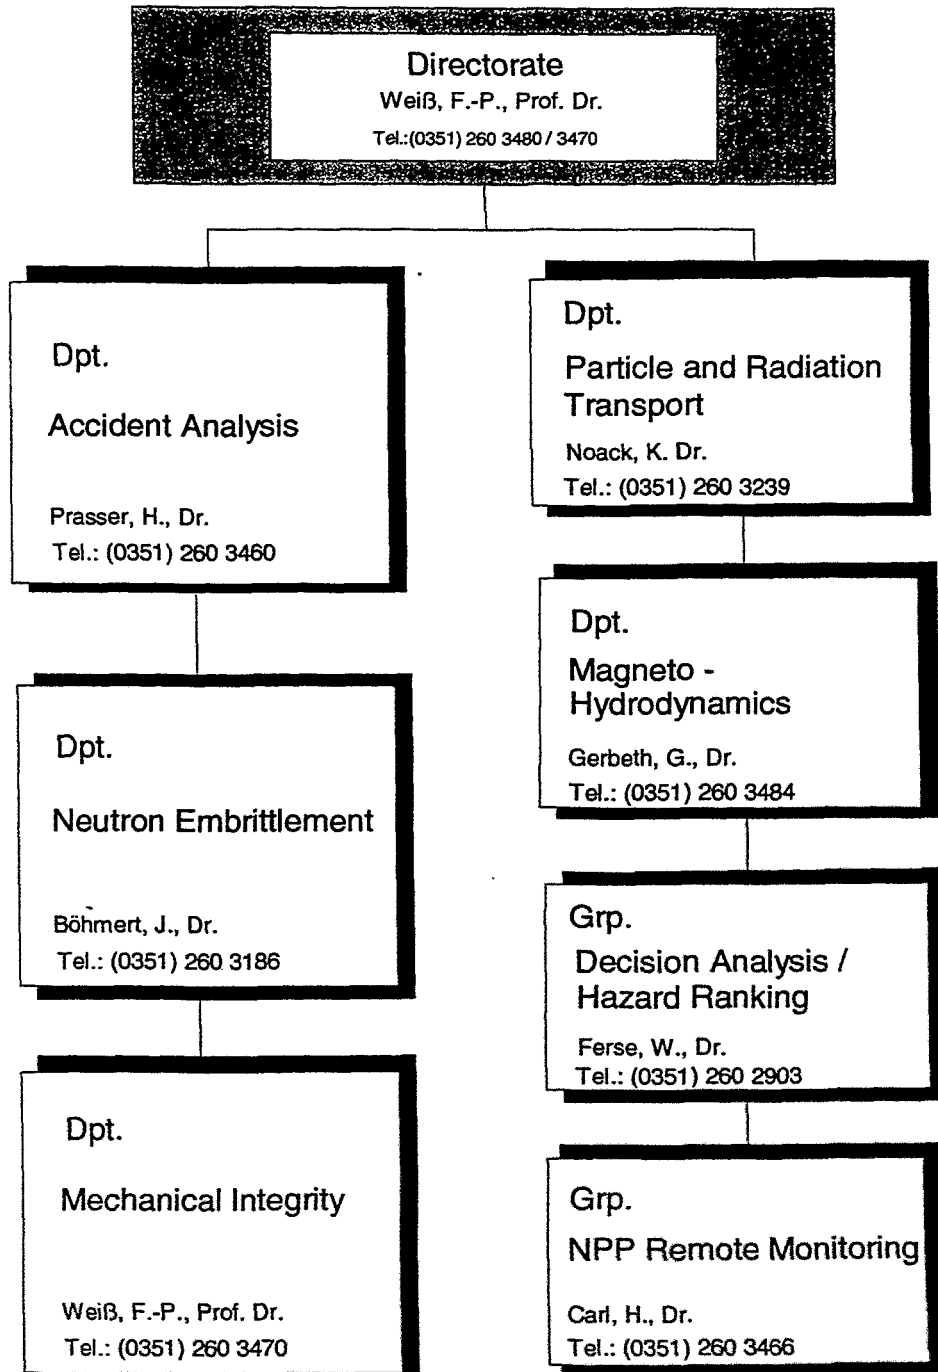 Directorate
Weiß, F.-P., Prof. Dr.
Tel.:(0351) 260 3480 / 3470
Dpt.
Accident Analysis
Prasser, H., Dr.
Tel.: (0351) 260 3460
Dpt.
Neutron Embrittlement
Böhmert, J., Dr.
Tel.: (0351) 260 3186
Dpt.
Mechanical Integrity
Weiß, F.-P., Prof. Dr.
Tel.: (0351) 260 3470
Dpt.
Particle and Radiation
Transport
Noack, K. Dr.
Tel.: (0351) 260 3239
Dpt.
Magneto -
Hydrodynamics
Gerbeth, G., Dr.
Tel.: (0351) 260 3484
Grp.
Decision Analysis /
Hazard Ranking
Ferse, W., Dr.
Tel.: (0351) 260 2903
Grp.
NPP Remote Monitoring
Carl, H., Dr.
Tel.: (0351) 260 3466